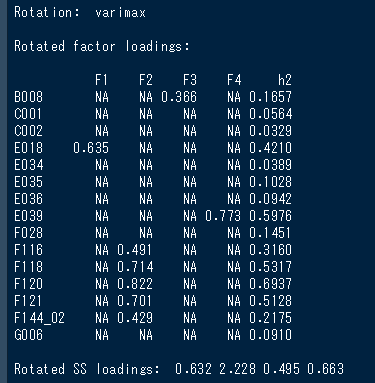 Rotation:  varimax
Rotated factor loadings:
            F1    F2    F3    F4     h2
B008        NA    NA 0.366    NA 0.1657
C001        NA    NA    NA    NA 0.0564
C002        NA    NA    NA    NA 0.0329
E018     0.635    NA    NA    NA 0.4210
E034        NA    NA    NA    NA 0.0389
E035        NA    NA    NA    NA 0.1028
E036        NA    NA    NA    NA 0.0942
E039        NA    NA    NA 0.773 0.5976
F028        NA    NA    NA    NA 0.1451
F116        NA 0.491    NA    NA 0.3160
F118        NA 0.714    NA    NA 0.5317
F120        NA 0.822    NA    NA 0.6937
F121        NA 0.701    NA    NA 0.5128
F144_02     NA 0.429    NA    NA 0.2175
G006        NA    NA    NA    NA 0.0910
Rotated SS loadings:  0.632 2.228 0.495 0.663